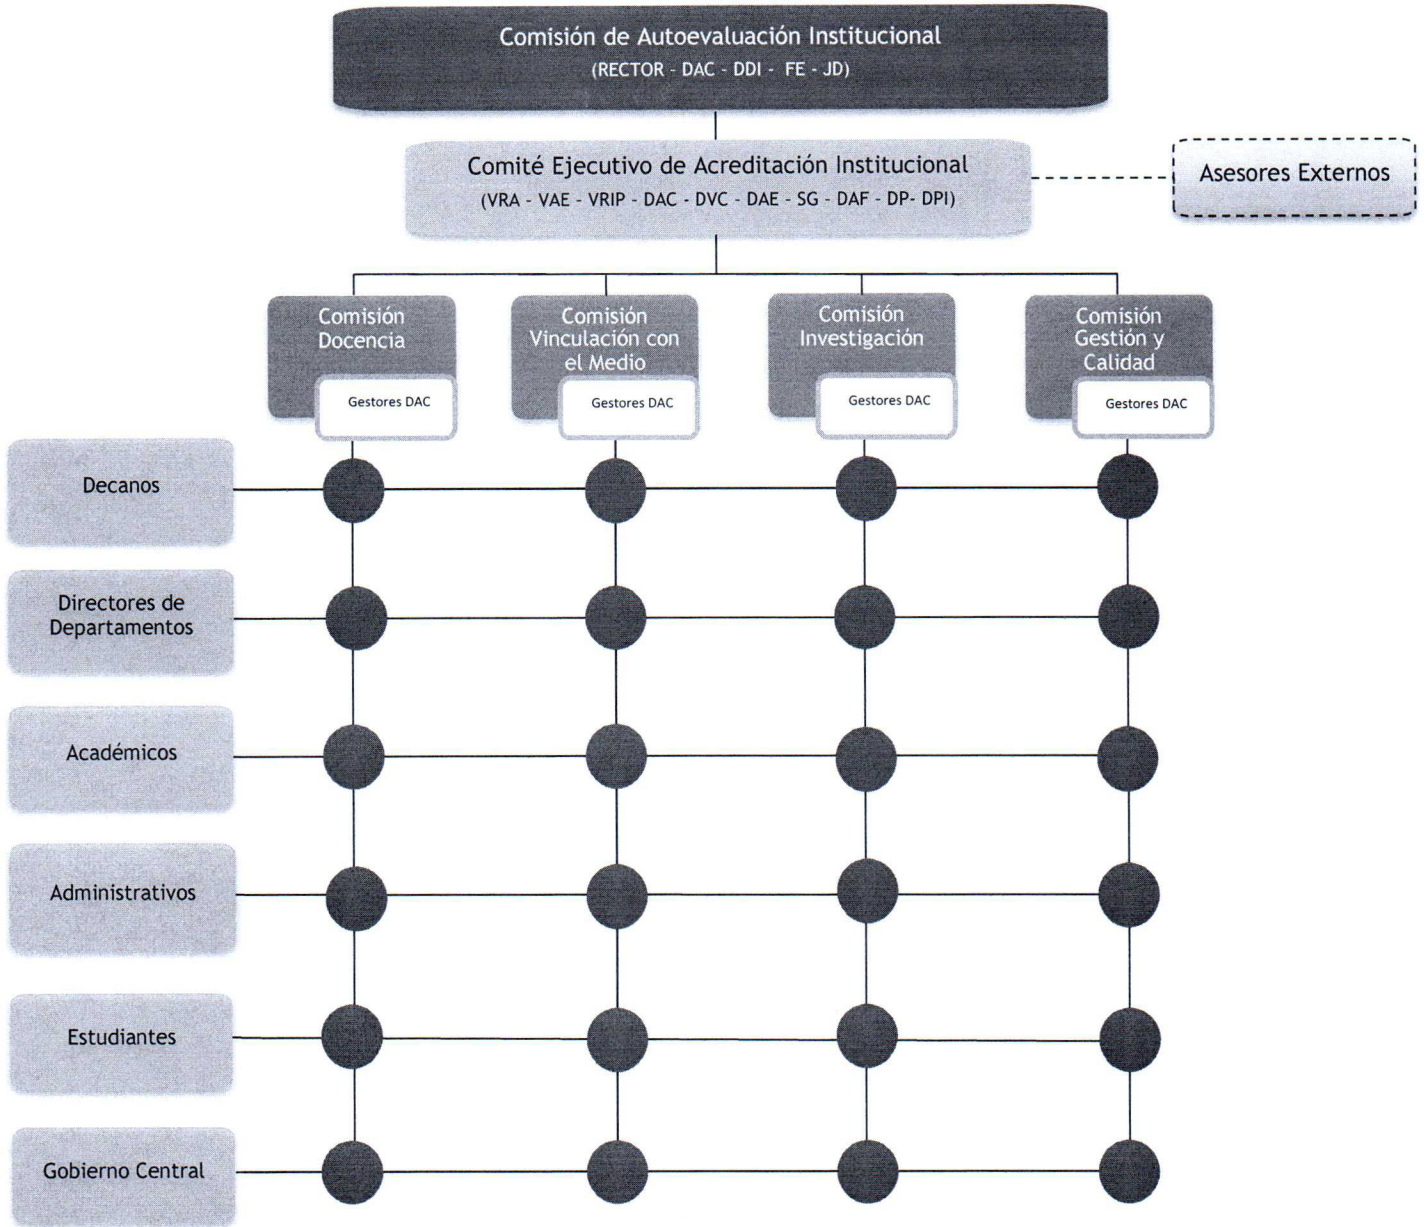 Comisión de Autoevaluación Institucional
(RECTOR - DAC - DDI - FE - JD)
Comité Ejecutivo de Acreditación Institucional
(VRA - VAE - VRIP - DAC - DVC - DAE - SG - DAF - DP- DPI)
Asesores Externos
Comisión
Docencia
Gestores DAC
Comisión
Vinculación con
el Medio
Gestores DAC
Comisión
Investigación
Gestores DAC
Comisión
Gestión y
Calidad
Gestores DAC
Decanos
Directores de
Departamentos
Académicos
Administrativos
Estudiantes
Gobierno Central